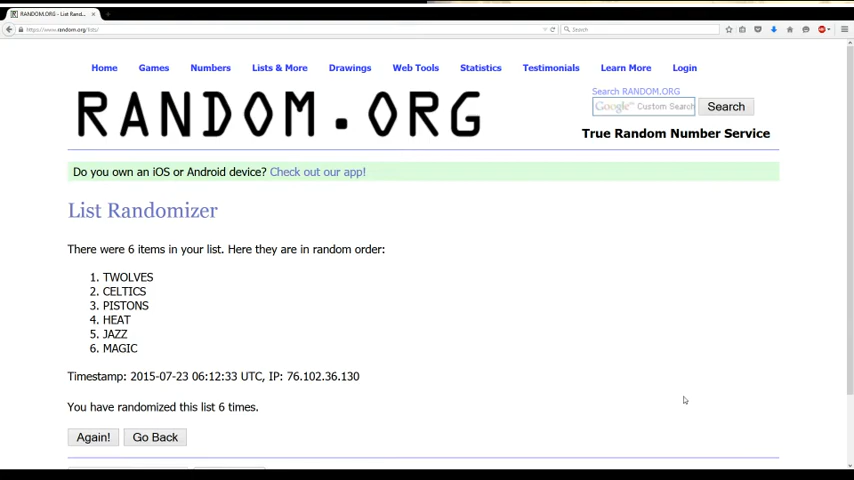 RANDOM.ORG - List Rand...
https://www.random.org/lists/
Search
Home Games Numbers Lists & More Drawings Web Tools Statistics Testimonials Learn More Login
Search RANDOM.ORG
RANDOM.ORG
Google™ Custom Search Search
True Random Number Service
Do you own an iOS or Android device? Check out our app!
List Randomizer
There were 6 items in your list. Here they are in random order:
1. TWOLVES
2. CELTICS
3. PISTONS
4. HEAT
5. JAZZ
6. MAGIC
Timestamp: 2015-07-23 06:12:33 UTC, IP: 76.102.36.130
You have randomized this list 6 times.
Again! Go Back